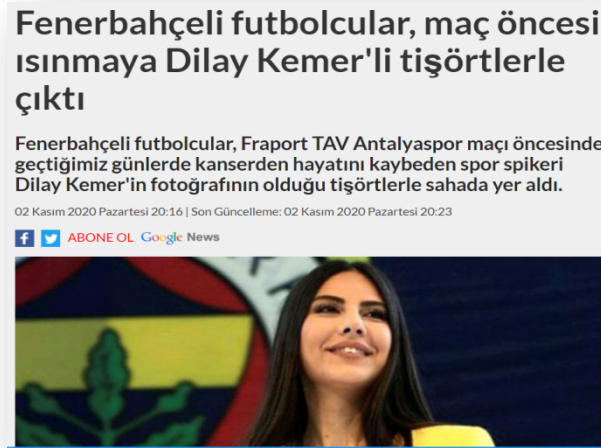 Fenerbahçeli futbolcular, maç öncesi
ısınmaya Dilay Kemer'li tişörtlerle
çıktı
Fenerbahçeli futbolcular, Fraport TAV Antalyaspor maçı öncesinde
geçtiğimiz günlerde kanserden hayatını kaybeden spor spikeri
Dilay Kemer'in fotoğrafının olduğu tişörtlerle sahada yer aldı.
02 Kasım 2020 Pazartesi 20:16 | Son Güncelleme: 02 Kasım 2020 Pazartesi 20:23
ABONE OL Google News